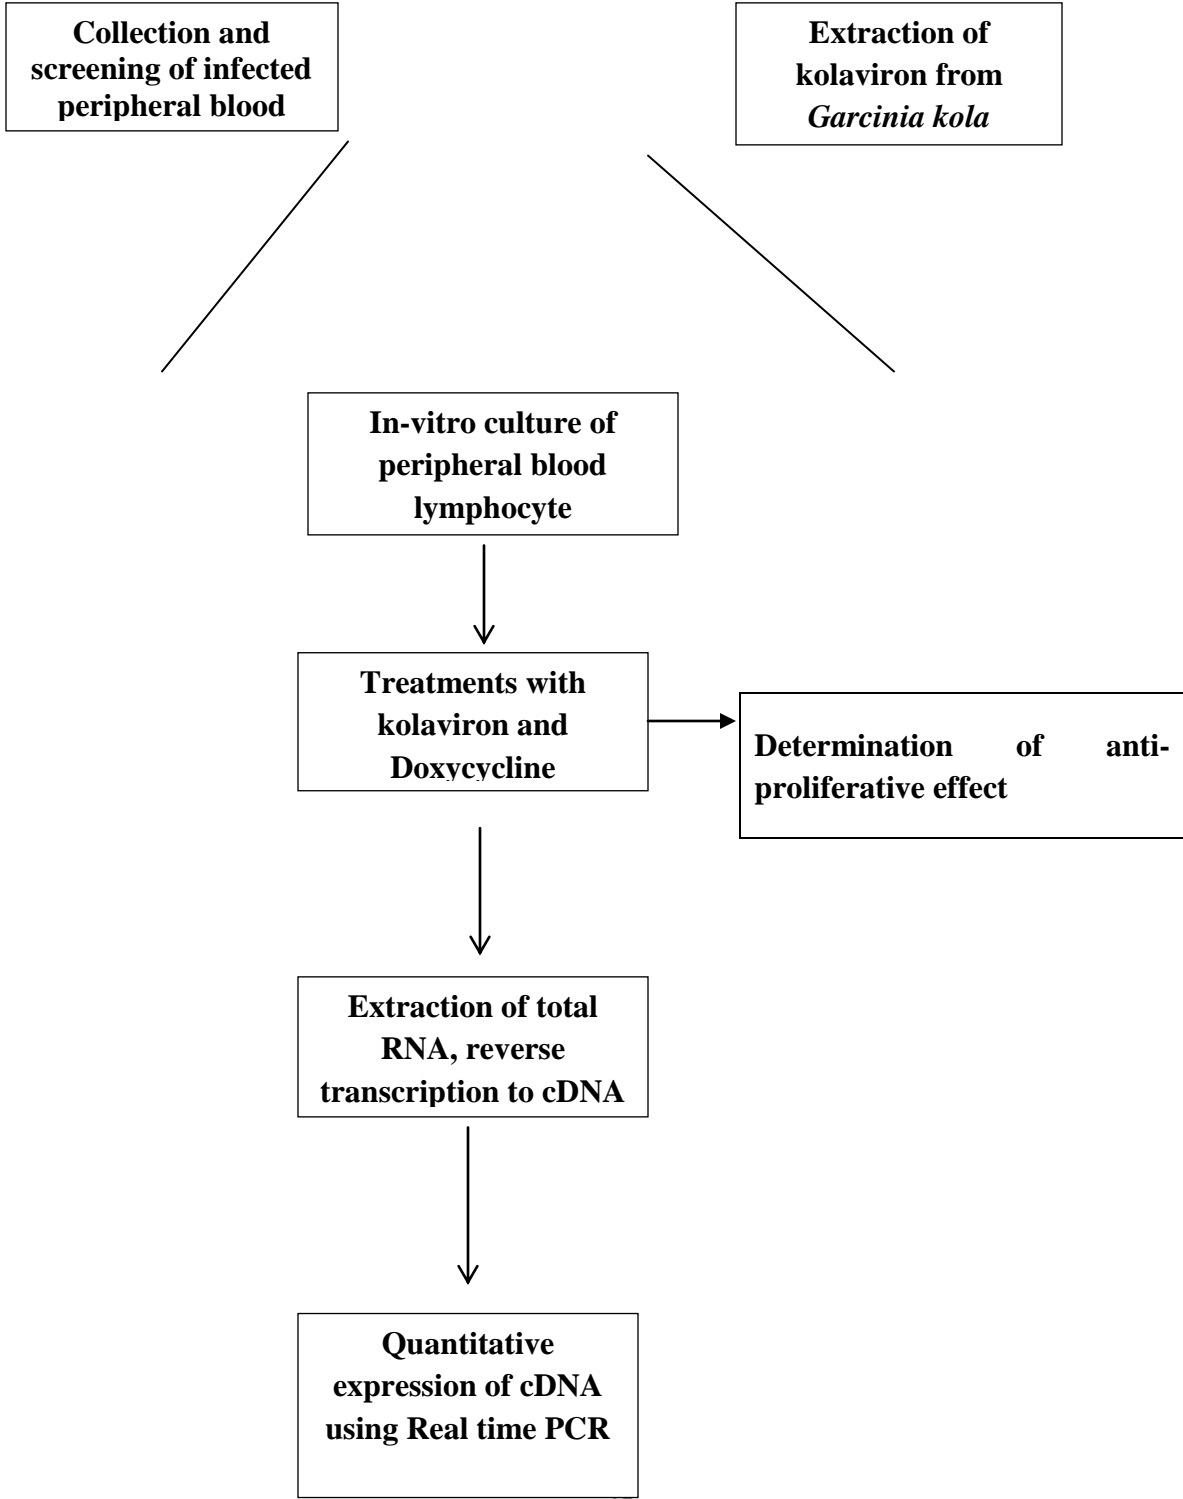 Collection and
screening of infected
peripheral blood
Extraction of
kolaviron from
Garcinia kola
In-vitro culture of
peripheral blood
lymphocyte
Treatments with
kolaviron and
Doxycycline
Determination of anti-
proliferative effect
Extraction of total
RNA, reverse
transcription to cDNA
Quantitative
expression of cDNA
using Real time PCR